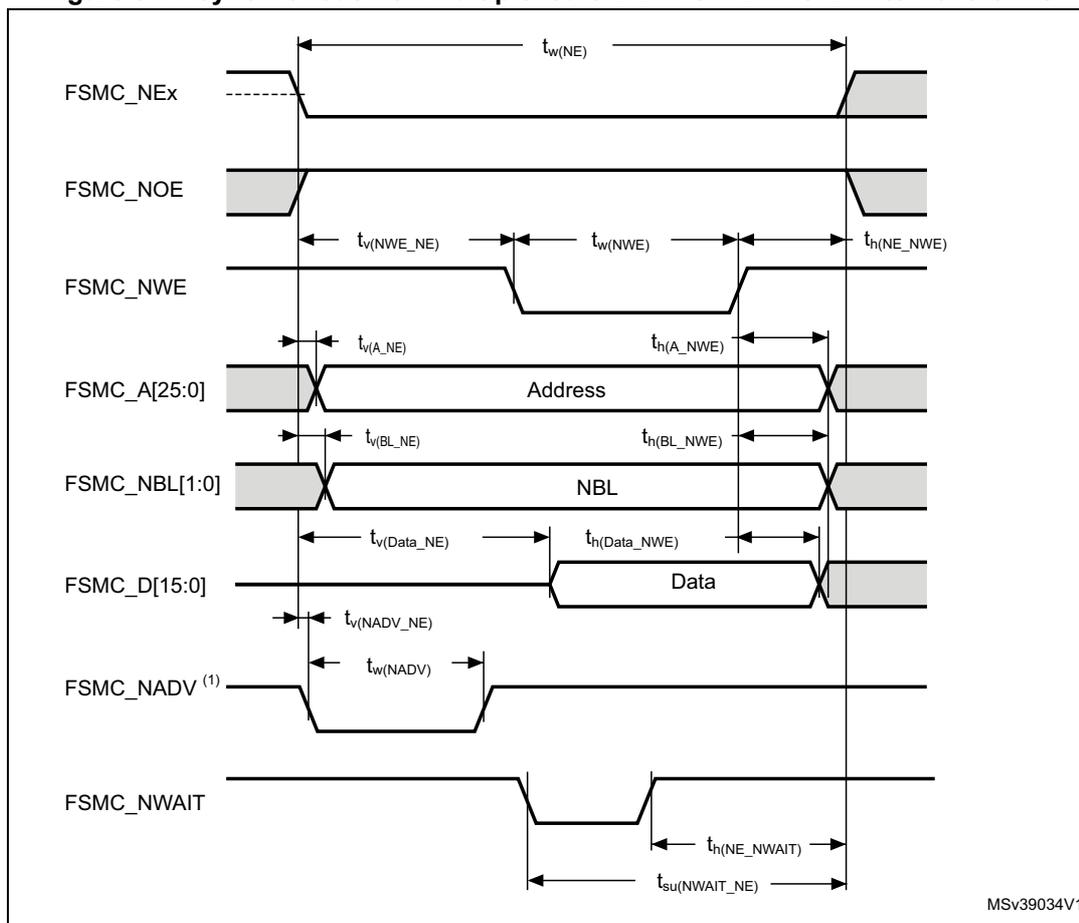 t_w(NE)
FSMC_NEx
FSMC_NOE
t_v(NWE_NE) t_w(NWE) t_h(NE_NWE)
FSMC_NWE
t_v(A_NE) t_h(A_NWE)
FSMC_A[25:0] Address
t_v(BL_NE) t_h(BL_NWE)
FSMC_NBL[1:0] NBL
t_v(Data_NE) t_h(Data_NWE)
FSMC_D[15:0] Data
t_v(NADV_NE)
t_w(NADV)
FSMC_NADV (1)
FSMC_NWAIT
t_h(NE_NWAIT)
t_su(NWAIT_NE)
MSv39034V1